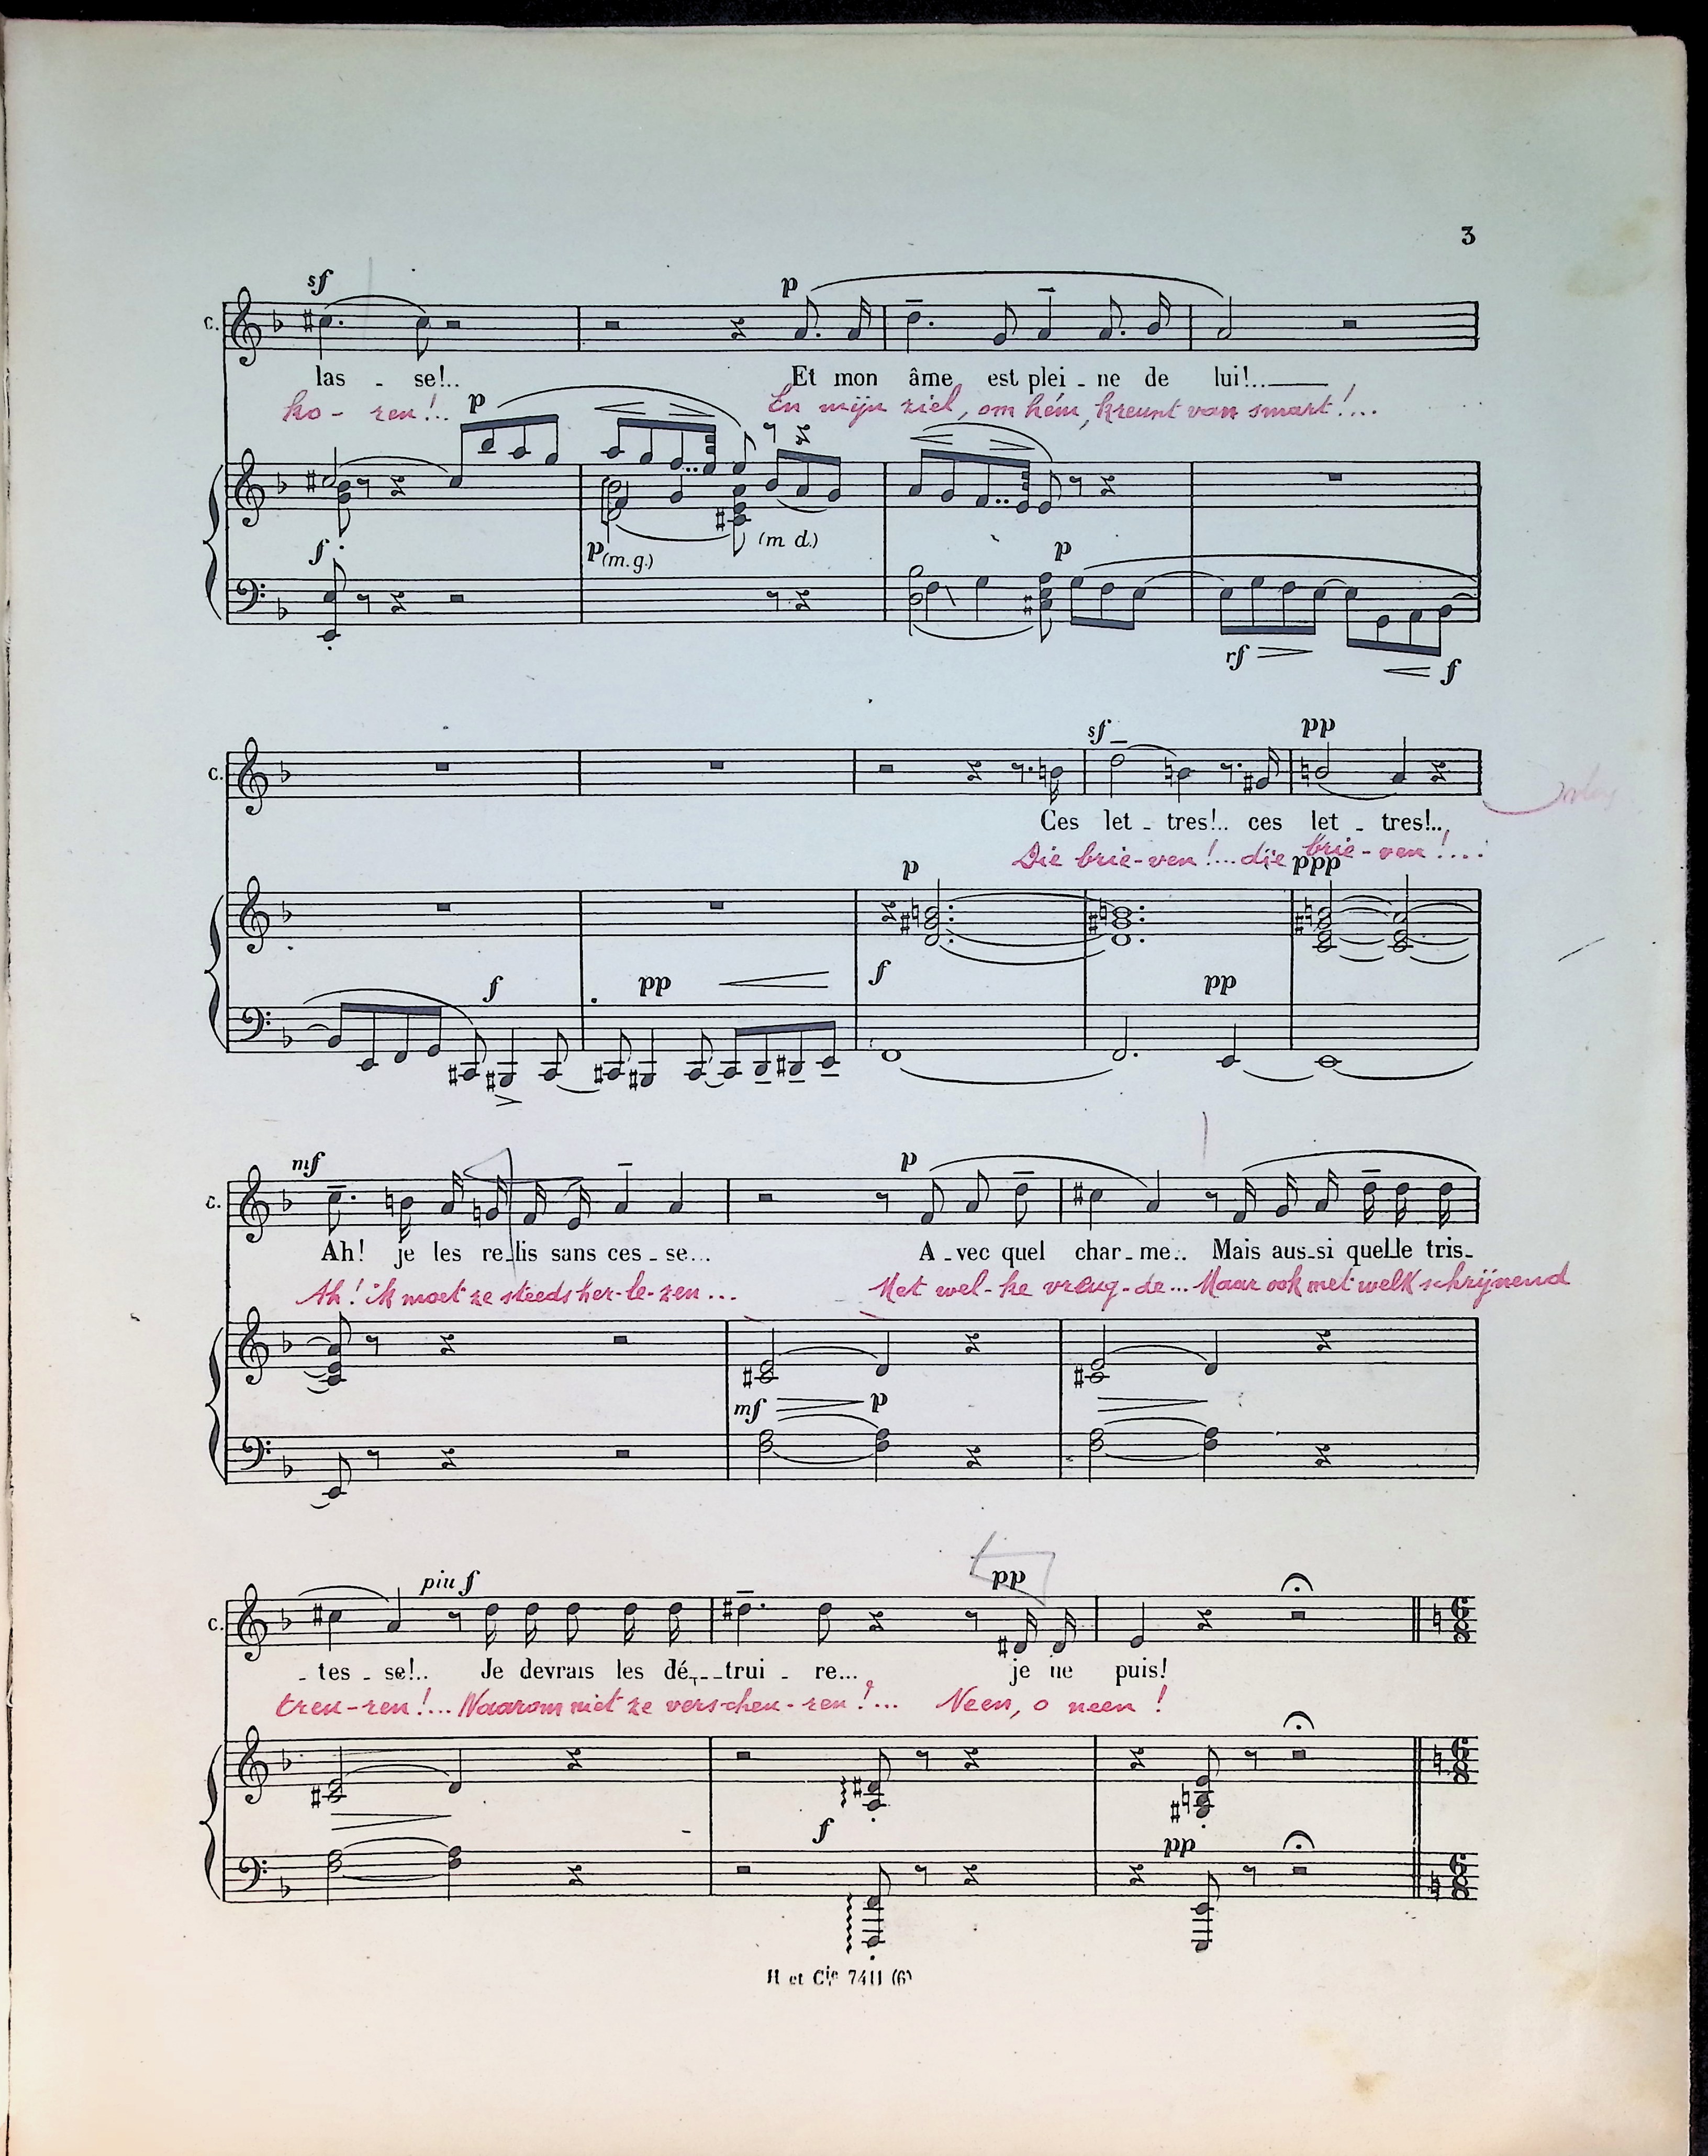 3
sf
p
c.
las - se!.. Et mon âme est plei - ne de lui!..
ko - ren!.. En mijn ziel, om hém, kreunt van smart!...
p
f
p (m.g.)
(m d.)
p
rf
f
sf
pp
c.
Ces let - tres!.. ces let - tres!..
Die brie-ven!... die brie-ven!...
p
ppp
f
pp
f
pp
mf
p
c.
Ah! je les re-lis sans ces - se... A - vec quel char - me.. Mais aus-si quel-le tris-
Ah! ik moet ze steeds her-le-zen... Met wel-ke vreug-de... Maar ook met welk schrijnend
mf
p
piu f
pp
c.
- tes - se!.. Je devrais les dé - trui - re... je ne puis!
treu-ren!... Waarom niet ze verscheu-ren!... Neen, o neen!
f
pp
H et Cie 7411 (6)